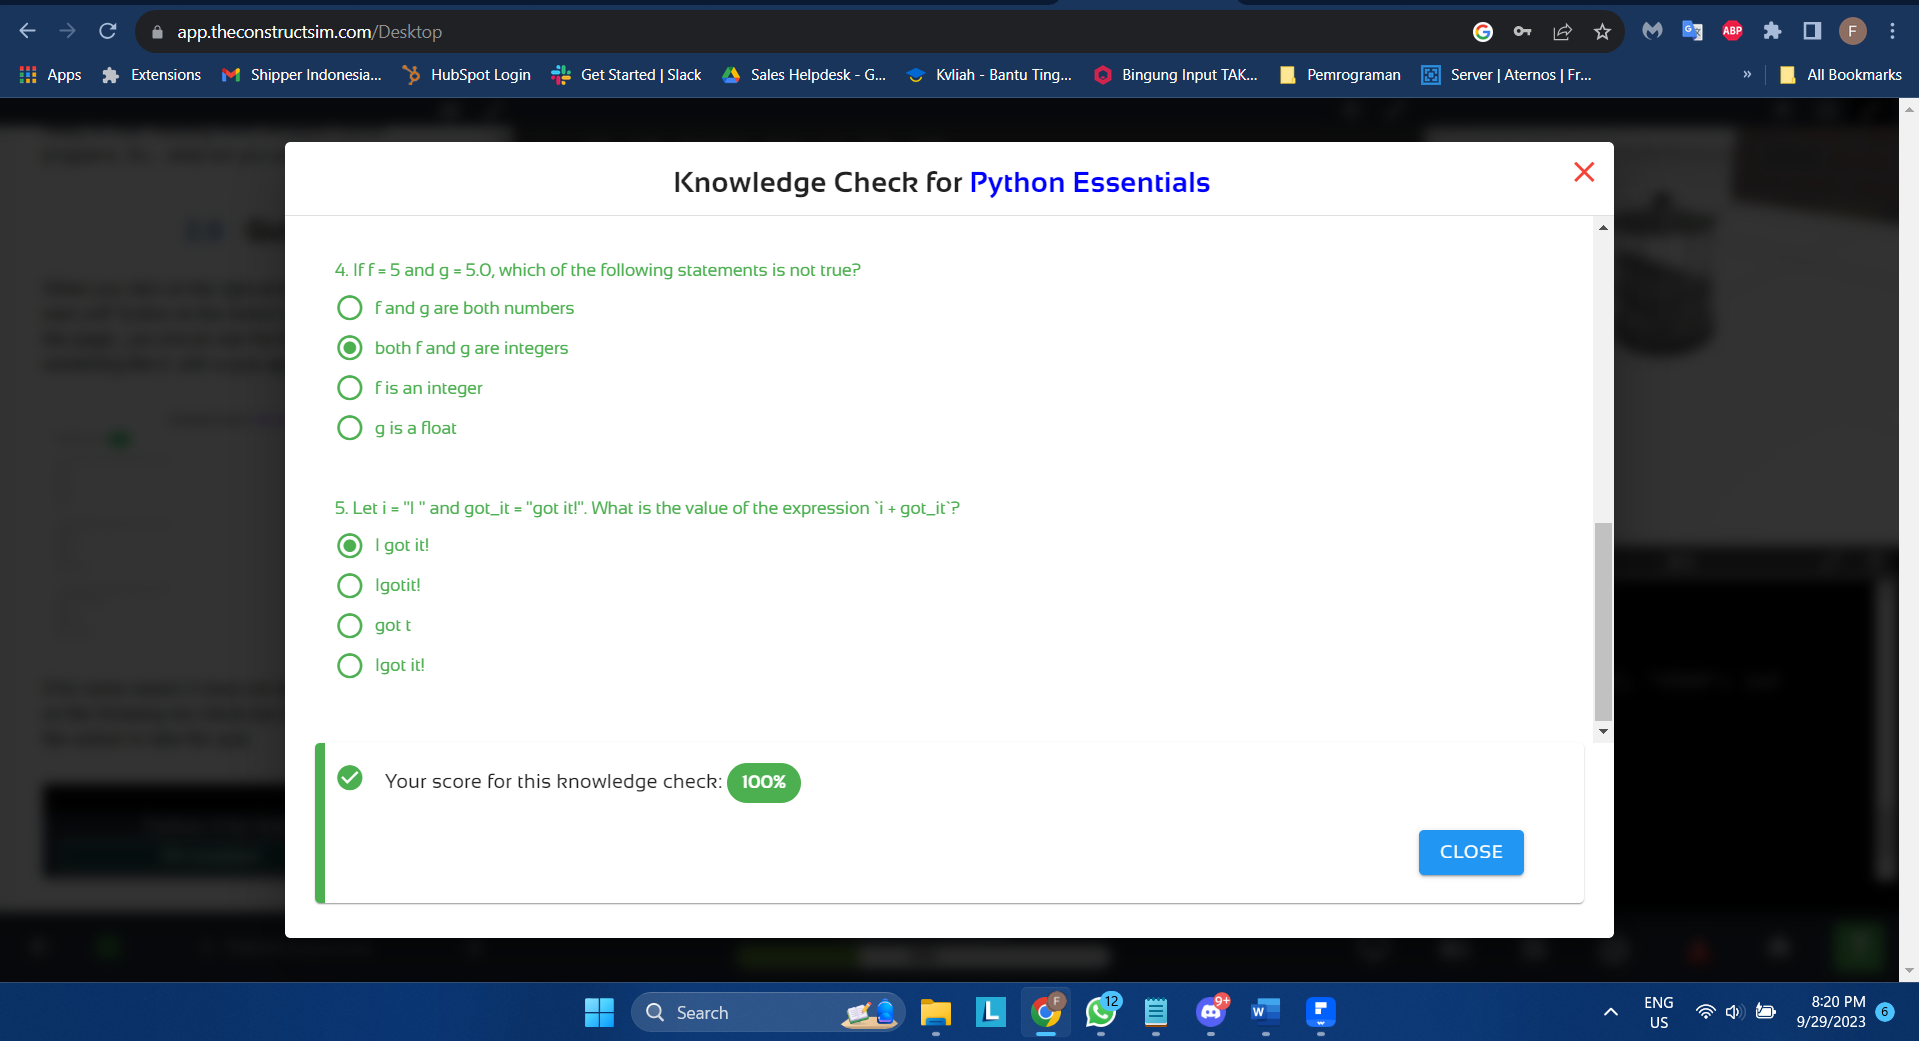 app.theconstructsim.com/Desktop
ABP
F
Apps
Extensions
Shipper Indonesia...
HubSpot Login
Get Started | Slack
Sales Helpdesk - G...
Kvliah - Bantu Ting...
Bingung Input TAK...
Pemrograman
Server | Aternos | Fr...
»
All Bookmarks
Knowledge Check for Python Essentials
4. If f = 5 and g = 5.0, which of the following statements is not true?
f and g are both numbers
both f and g are integers
f is an integer
g is a float
5. Let i = "I " and got_it = "got it!". What is the value of the expression `i + got_it`?
I got it!
Igotit!
got t
Igot it!
Your score for this knowledge check: 100%
CLOSE
Search
L
F
12
9+
W
ENG
US
8:20 PM
9/29/2023
6